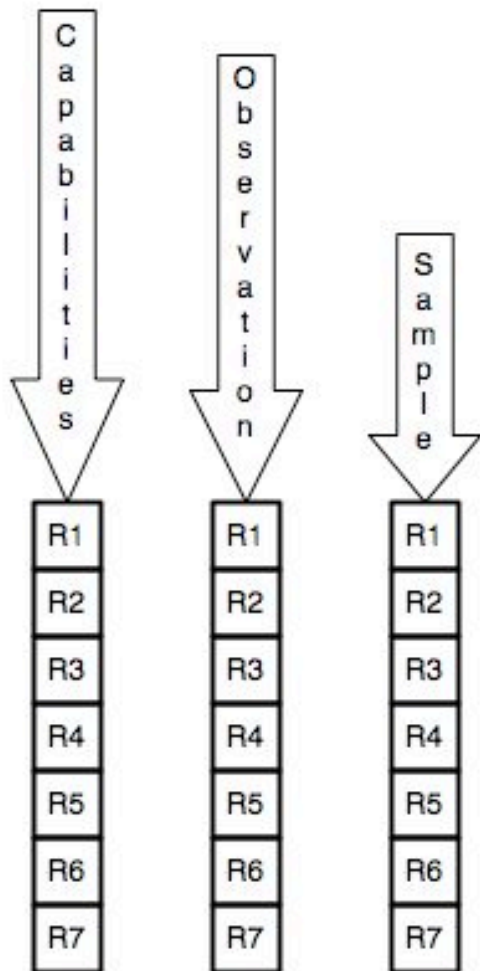 Capabilities
Observation
Sample
R1 R1 R1
R2 R2 R2
R3 R3 R3
R4 R4 R4
R5 R5 R5
R6 R6 R6
R7 R7 R7